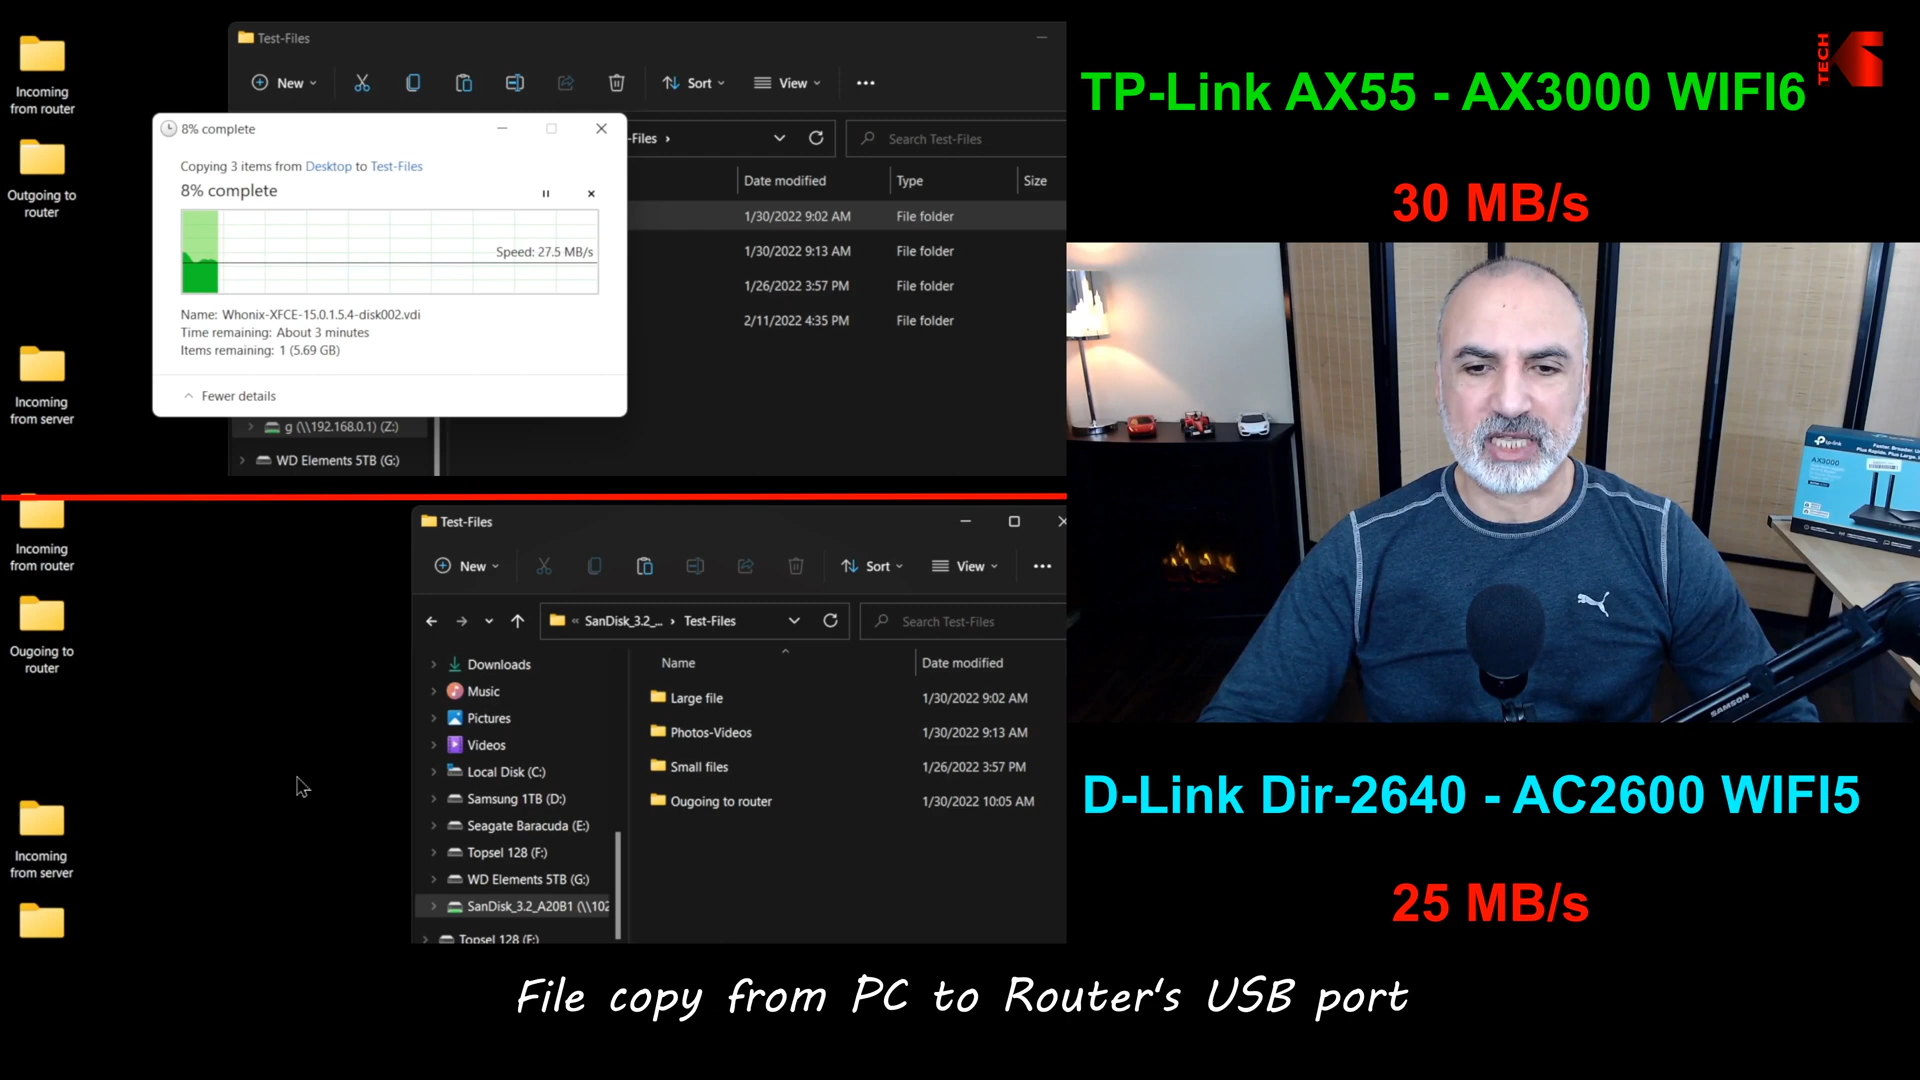 Incoming
from router
Outgoing to
router
Incoming
from server
Test-Files
New
Sort
View
-Files
Search Test-Files
Date modified
Type
Size
1/30/2022 9:02 AM
File folder
1/30/2022 9:13 AM
File folder
1/26/2022 3:57 PM
File folder
2/11/2022 4:35 PM
File folder
8% complete
Copying 3 items from Desktop to Test-Files
8% complete
Speed: 27.5 MB/s
Name: Whonix-XFCE-15.0.1.5.4-disk002.vdi
Time remaining: About 3 minutes
Items remaining: 1 (5.69 GB)
Fewer details
g (\\192.168.0.1) (Z:)
WD Elements 5TB (G:)
TP-Link AX55 - AX3000 WIFI6
TECH
30 MB/s
tp-link
AX3000
SAMSON
Incoming
from router
Ougoing to
router
Incoming
from server
Test-Files
New
Sort
View
« SanDisk_3.2_... › Test-Files
Search Test-Files
Downloads
Music
Pictures
Videos
Local Disk (C:)
Samsung 1TB (D:)
Seagate Baracuda (E:)
Topsel 128 (F:)
WD Elements 5TB (G:)
SanDisk_3.2_A20B1 (\\102
Topsel 128 (F:)
Name
Date modified
Large file
1/30/2022 9:02 AM
Photos-Videos
1/30/2022 9:13 AM
Small files
1/26/2022 3:57 PM
Ougoing to router
1/30/2022 10:05 AM
D-Link Dir-2640 - AC2600 WIFI5
25 MB/s
File copy from PC to Router's USB port